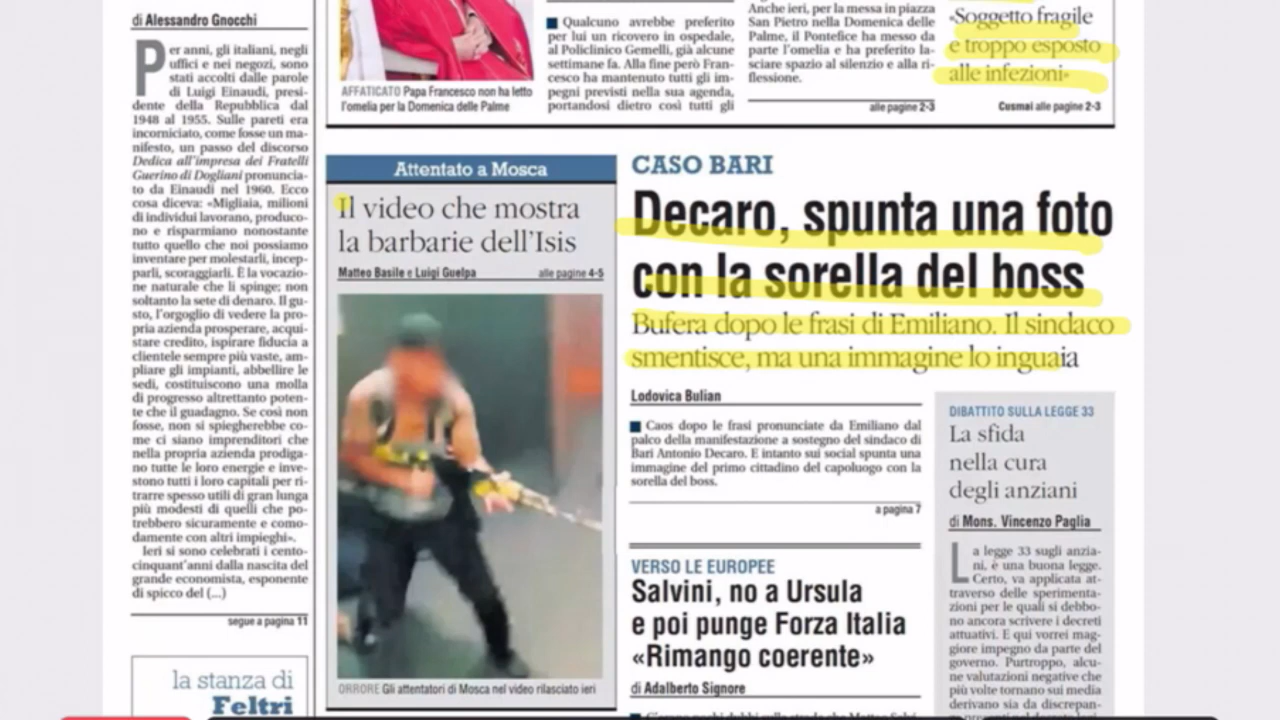 di Alessandro Gnocchi
Per anni, gli italiani, negli
uffici e nei negozi, sono
stati accolti dalle parole
di Luigi Einaudi, presi-
dente della Repubblica dal
1948 al 1955. Sulle pareti era
incorniciato, come fosse un ma-
nifesto, un passo del discorso
Dedica all'impresa dei Fratelli
Guerino di Dogliani pronuncia-
to da Einaudi nel 1960. Ecco
cosa diceva: «Migliaia, milioni
di individui lavorano, produco-
no e risparmiano nonostante
tutto quello che noi possiamo
inventare per molestarli, incep-
parli, scoraggiarli. È la vocazio-
ne naturale che li spinge; non
soltanto la sete di denaro. Il gu-
sto, l'orgoglio di vedere la pro-
pria azienda prosperare, acqui-
stare credito, ispirare fiducia a
clientele sempre più vaste, am-
pliare gli impianti, abbellire le
sedi, costituiscono una molla
di progresso altrettanto poten-
te che il guadagno. Se così non
fosse, non si spiegherebbe co-
me ci siano imprenditori che
nella propria azienda prodiga-
no tutte le loro energie e inve-
stono tutti i loro capitali per ri-
trarre spesso utili di gran lunga
più modesti di quelli che po-
trebbero sicuramente e como-
damente con altri impieghi».
Ieri si sono celebrati i cento-
cinquant'anni dalla nascita del
grande economista, esponente
di spicco del (...)
segue a pagina 11
la stanza di
Feltri
AFFATICATO Papa Francesco non ha letto
l'omelia per la Domenica delle Palme
Qualcuno avrebbe preferito
per lui un ricovero in ospedale,
al Policlinico Gemelli, già alcune
settimane fa. Alla fine però Fran-
cesco ha mantenuto tutti gli im-
pegni previsti nella sua agenda,
portandosi dietro così tutti gli
Anche ieri, per la messa in piazza
San Pietro nella Domenica delle
Palme, il Pontefice ha messo da
parte l'omelia e ha preferito la-
sciare spazio al silenzio e alla ri-
flessione.
alle pagine 2-3
«Soggetto fragile
e troppo esposto
alle infezioni»
Cusmai alle pagine 2-3
Attentato a Mosca
Il video che mostra
la barbarie dell'Isis
Matteo Basile e Luigi Guelpa alle pagine 4-5
ORRORE Gli attentatori di Mosca nel video rilasciato ieri
CASO BARI
Decaro, spunta una foto
con la sorella del boss
Bufera dopo le frasi di Emiliano. Il sindaco
smentisce, ma una immagine lo inguaia
Lodovica Bulian
Caos dopo le frasi pronunciate da Emiliano dal
palco della manifestazione a sostegno del sindaco di
Bari Antonio Decaro. E intanto sui social spunta una
immagine del primo cittadino del capoluogo con la
sorella del boss.
a pagina 7
VERSO LE EUROPEE
Salvini, no a Ursula
e poi punge Forza Italia
«Rimango coerente»
di Adalberto Signore
DIBATTITO SULLA LEGGE 33
La sfida
nella cura
degli anziani
di Mons. Vincenzo Paglia
La legge 33 sugli anzia-
ni, è una buona legge.
Certo, va applicata at-
traverso delle sperimenta-
zioni per le quali si debbo-
no ancora scrivere i decreti
attuativi. E qui vorrei mag-
giore impegno da parte del
governo. Purtroppo, alcu-
ne valutazioni negative che
più volte tornano sui media
derivano sia da discrepan-